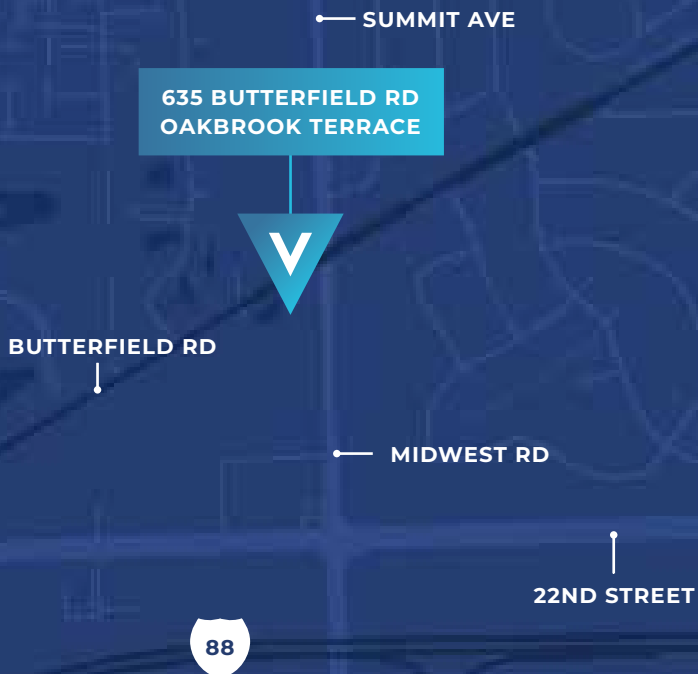 SUMMIT AVE
635 BUTTERFIELD RD
OAKBROOK TERRACE
V
BUTTERFIELD RD
MIDWEST RD
22ND STREET
88